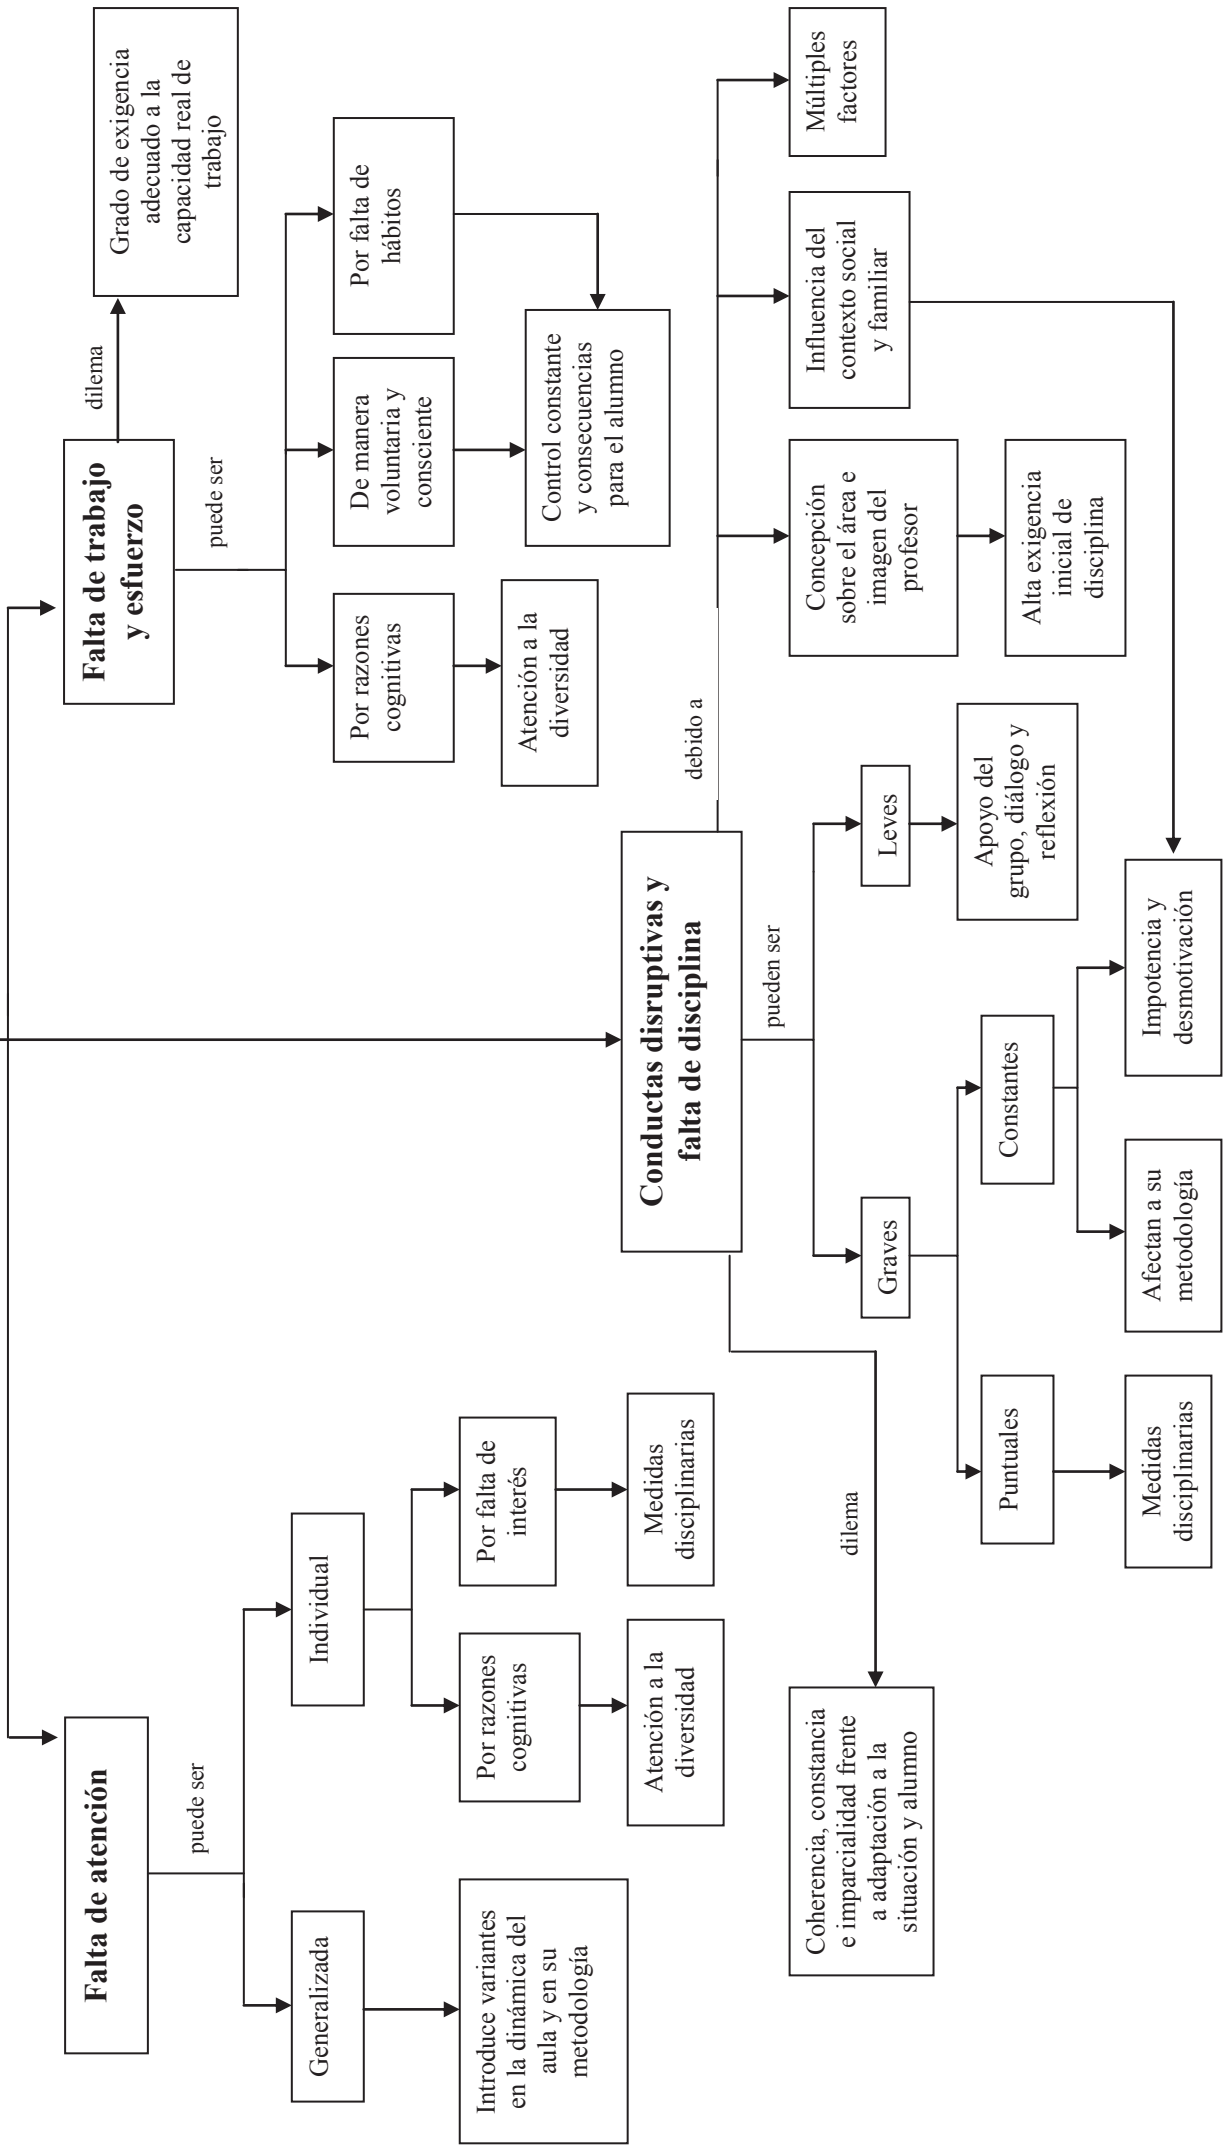 Falta de atención
puede ser
Generalizada
Introduce variantes
en la dinámica del
aula y en su
metodología
Individual
Por razones
cognitivas
Atención a la
diversidad
Por falta de
interés
Medidas
disciplinarias
Falta de trabajo
y esfuerzo
dilema
Grado de exigencia
adecuado a la
capacidad real de
trabajo
puede ser
Por razones
cognitivas
Atención a la
diversidad
De manera
voluntaria y
consciente
Por falta de
hábitos
Control constante
y consecuencias
para el alumno
Conductas disruptivas y
falta de disciplina
dilema
Coherencia, constancia
e imparcialidad frente
a adaptación a la
situación y alumno
pueden ser
Graves
Puntuales
Medidas
disciplinarias
Constantes
Afectan a su
metodología
Impotencia y
desmotivación
Leves
Apoyo del
grupo, diálogo y
reflexión
debido a
Concepción
sobre el área e
imagen del
profesor
Alta exigencia
inicial de
disciplina
Influencia del
contexto social
y familiar
Múltiples
factores